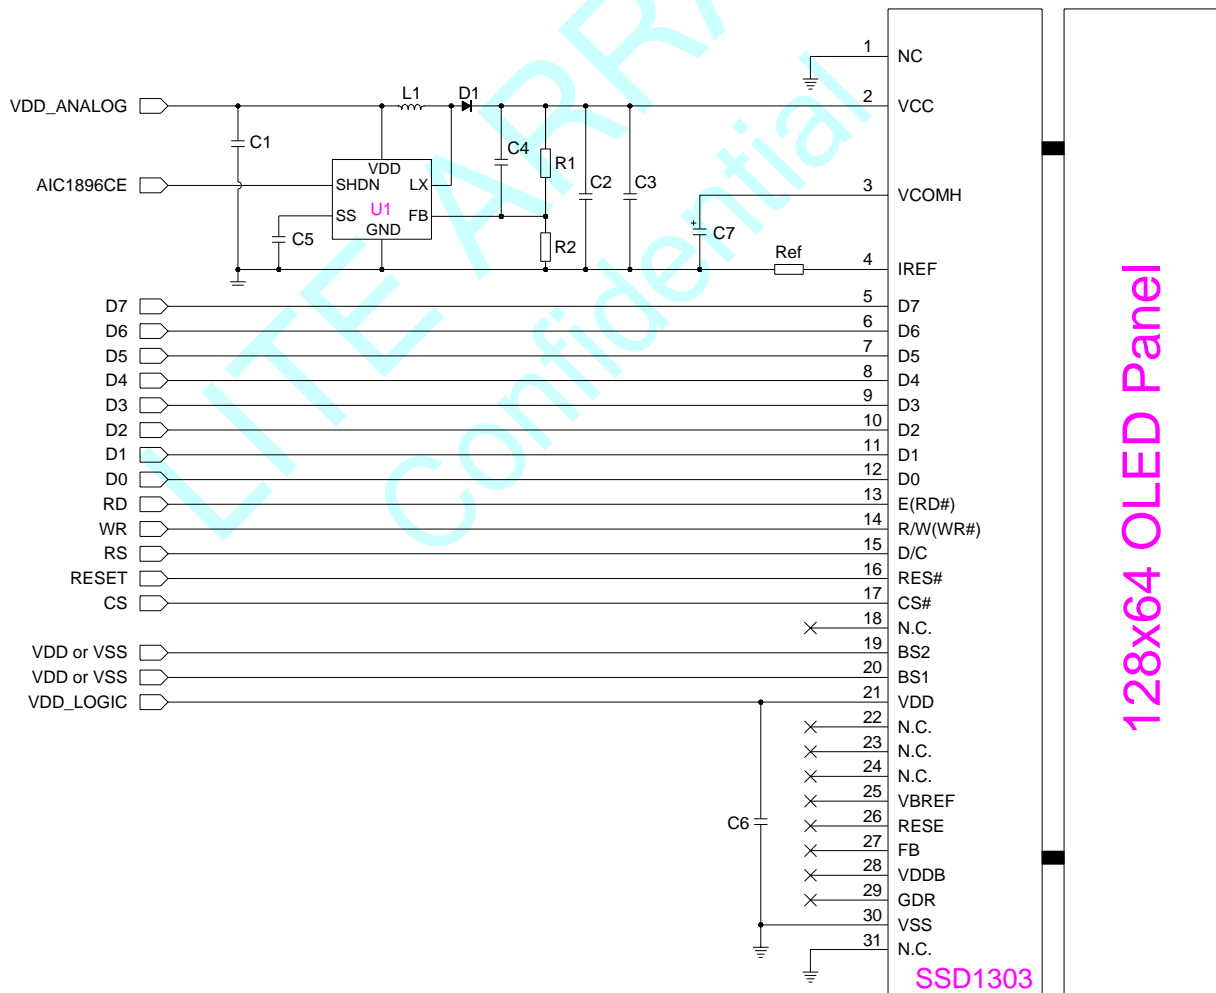 1 NC
VDD_ANALOG L1 D1 2 VCC
C1 VDD C4 R1
AIC1896CE SHDN LX C2 C3 3 VCOMH
SS U1 FB
C5 GND R2 C7
Ref 4 IREF
D7 5 D7
D6 6 D6
D5 7 D5
D4 8 D4
D3 9 D3
D2 10 D2
D1 11 D1
D0 12 D0
RD 13 E(RD#)
WR 14 R/W(WR#)
RS 15 D/C
RESET 16 RES#
CS 17 CS#
18 N.C.
VDD or VSS 19 BS2
VDD or VSS 20 BS1
VDD_LOGIC 21 VDD
22 N.C.
23 N.C.
24 N.C.
25 VBREF
C6 26 RESE
27 FB
28 VDDB
29 GDR
30 VSS
31 N.C.
SSD1303
128x64 OLED Panel
LITE ARRA
Confidential